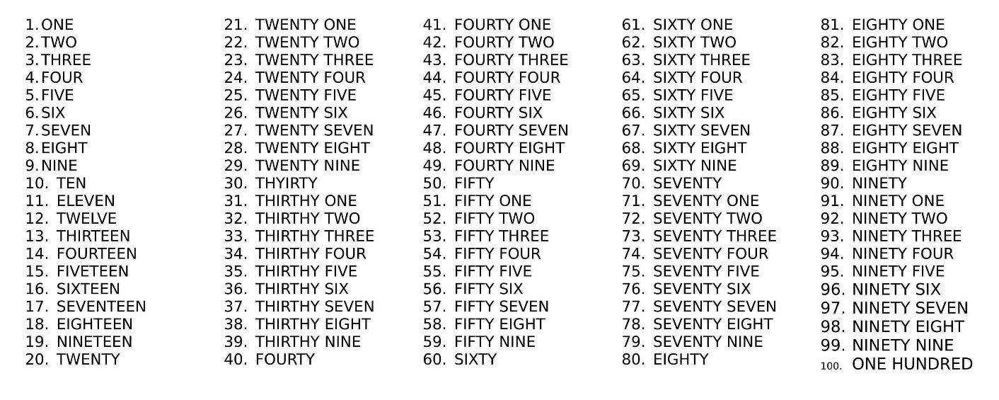 1. ONE
2. TWO
3. THREE
4. FOUR
5. FIVE
6. SIX
7. SEVEN
8. EIGHT
9. NINE
10. TEN
11. ELEVEN
12. TWELVE
13. THIRTEEN
14. FOURTEEN
15. FIVETEEN
16. SIXTEEN
17. SEVENTEEN
18. EIGHTEEN
19. NINETEEN
20. TWENTY
21. TWENTY ONE
22. TWENTY TWO
23. TWENTY THREE
24. TWENTY FOUR
25. TWENTY FIVE
26. TWENTY SIX
27. TWENTY SEVEN
28. TWENTY EIGHT
29. TWENTY NINE
30. THYIRTY
31. THIRTHY ONE
32. THIRTHY TWO
33. THIRTHY THREE
34. THIRTHY FOUR
35. THIRTHY FIVE
36. THIRTHY SIX
37. THIRTHY SEVEN
38. THIRTHY EIGHT
39. THIRTHY NINE
40. FOURTY
41. FOURTY ONE
42. FOURTY TWO
43. FOURTY THREE
44. FOURTY FOUR
45. FOURTY FIVE
46. FOURTY SIX
47. FOURTY SEVEN
48. FOURTY EIGHT
49. FOURTY NINE
50. FIFTY
51. FIFTY ONE
52. FIFTY TWO
53. FIFTY THREE
54. FIFTY FOUR
55. FIFTY FIVE
56. FIFTY SIX
57. FIFTY SEVEN
58. FIFTY EIGHT
59. FIFTY NINE
60. SIXTY
61. SIXTY ONE
62. SIXTY TWO
63. SIXTY THREE
64. SIXTY FOUR
65. SIXTY FIVE
66. SIXTY SIX
67. SIXTY SEVEN
68. SIXTY EIGHT
69. SIXTY NINE
70. SEVENTY
71. SEVENTY ONE
72. SEVENTY TWO
73. SEVENTY THREE
74. SEVENTY FOUR
75. SEVENTY FIVE
76. SEVENTY SIX
77. SEVENTY SEVEN
78. SEVENTY EIGHT
79. SEVENTY NINE
80. EIGHTY
81. EIGHTY ONE
82. EIGHTY TWO
83. EIGHTY THREE
84. EIGHTY FOUR
85. EIGHTY FIVE
86. EIGHTY SIX
87. EIGHTY SEVEN
88. EIGHTY EIGHT
89. EIGHTY NINE
90. NINETY
91. NINETY ONE
92. NINETY TWO
93. NINETY THREE
94. NINETY FOUR
95. NINETY FIVE
96. NINETY SIX
97. NINETY SEVEN
98. NINETY EIGHT
99. NINETY NINE
100. ONE HUNDRED